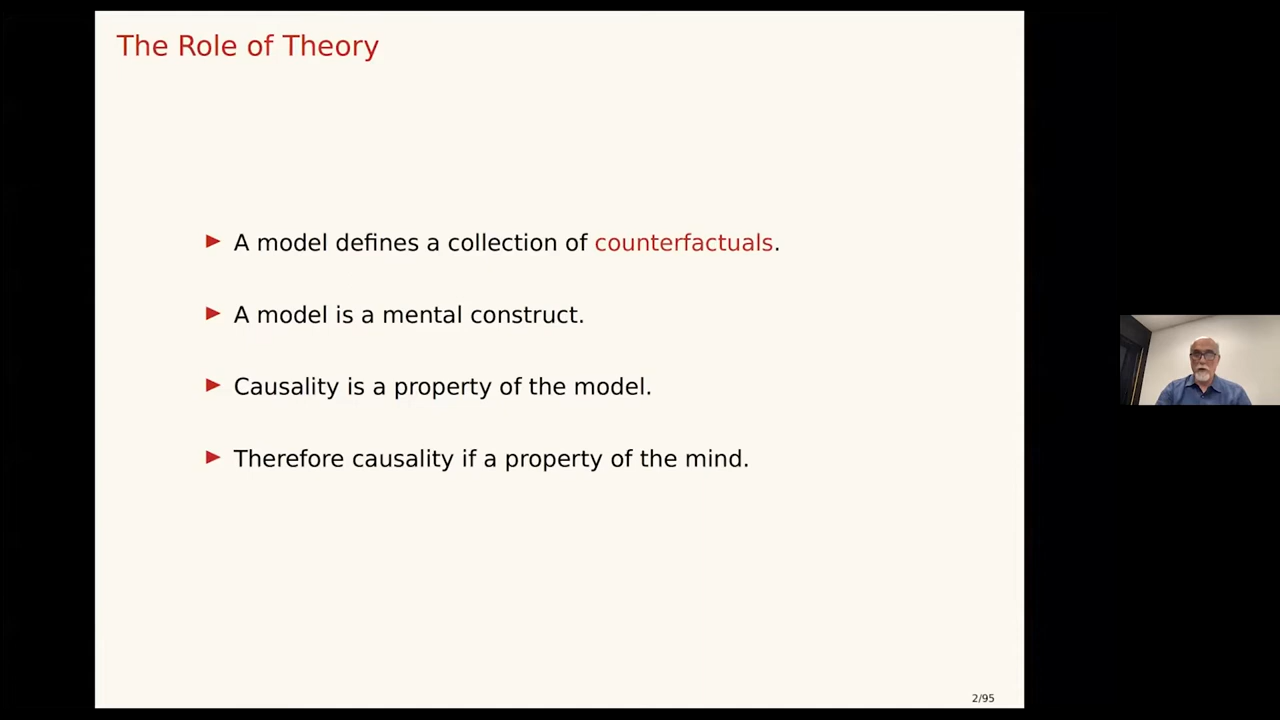 The Role of Theory
A model defines a collection of counterfactuals.
A model is a mental construct.
Causality is a property of the model.
Therefore causality if a property of the mind.
2/95